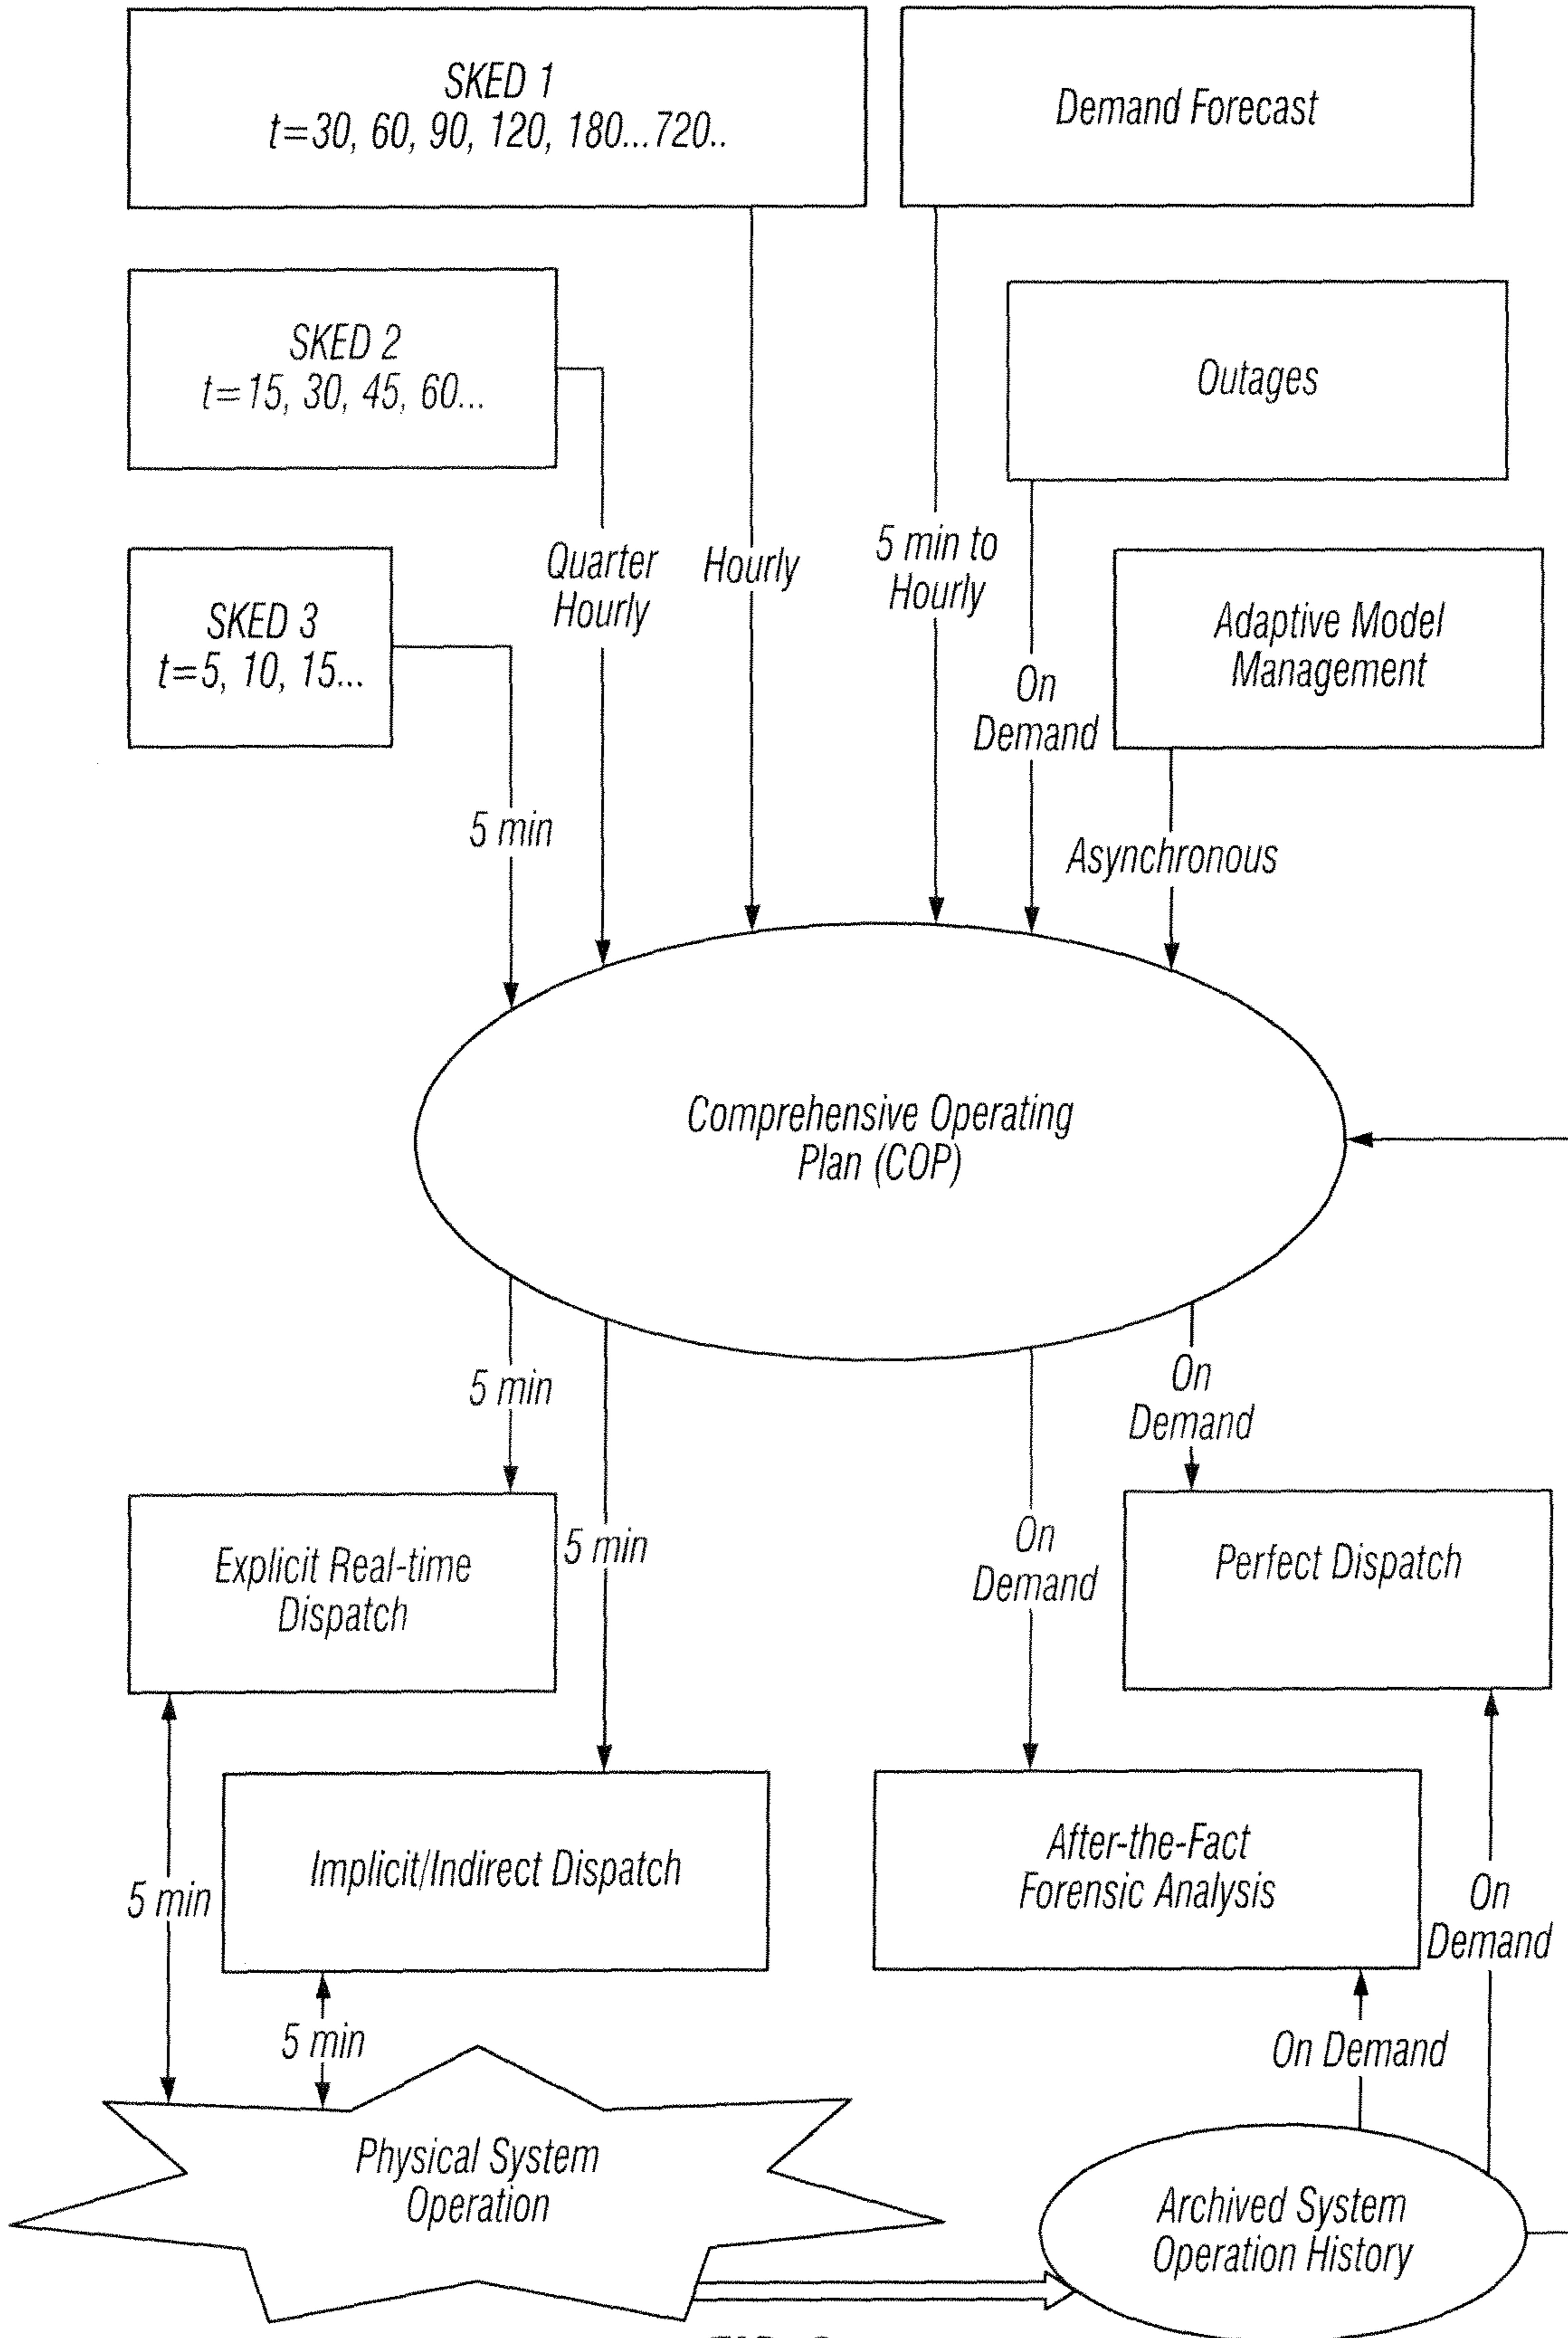 SKED 1
t=30, 60, 90, 120, 180...720..
Demand Forecast
SKED 2
t=15, 30, 45, 60...
Outages
SKED 3
t=5, 10, 15...
Quarter
Hourly
Hourly
5 min to
Hourly
On
Demand
Adaptive Model
Management
5 min
Asynchronous
Comprehensive Operating
Plan (COP)
5 min
On
Demand
Explicit Real-time
Dispatch
5 min
On
Demand
Perfect Dispatch
5 min
Implicit/Indirect Dispatch
After-the-Fact
Forensic Analysis
On
Demand
5 min
On Demand
Physical System
Operation
Archived System
Operation History